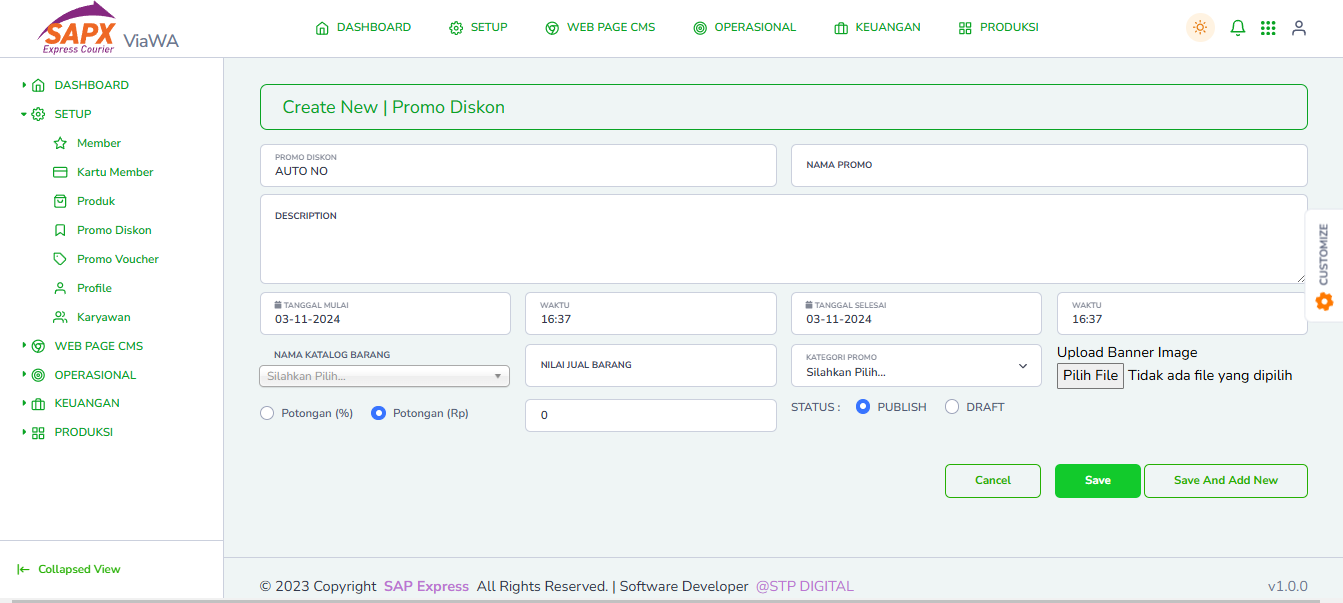 SAPX
Express Courier
ViaWA
DASHBOARD
SETUP
WEB PAGE CMS
OPERASIONAL
KEUANGAN
PRODUKSI
DASHBOARD
SETUP
Member
Kartu Member
Produk
Promo Diskon
Promo Voucher
Profile
Karyawan
WEB PAGE CMS
OPERASIONAL
KEUANGAN
PRODUKSI
Collapsed View
Create New | Promo Diskon
PROMO DISKON
AUTO NO
NAMA PROMO
DESCRIPTION
TANGGAL MULAI
03-11-2024
WAKTU
16:37
TANGGAL SELESAI
03-11-2024
WAKTU
16:37
NAMA KATALOG BARANG
Silahkan Pilih...
NILAI JUAL BARANG
KATEGORI PROMO
Silahkan Pilih...
Upload Banner Image
Pilih File Tidak ada file yang dipilih
Potongan (%) Potongan (Rp)
0
STATUS : PUBLISH DRAFT
Cancel
Save
Save And Add New
CUSTOMIZE
© 2023 Copyright SAP Express All Rights Reserved. | Software Developer @STP DIGITAL
v1.0.0